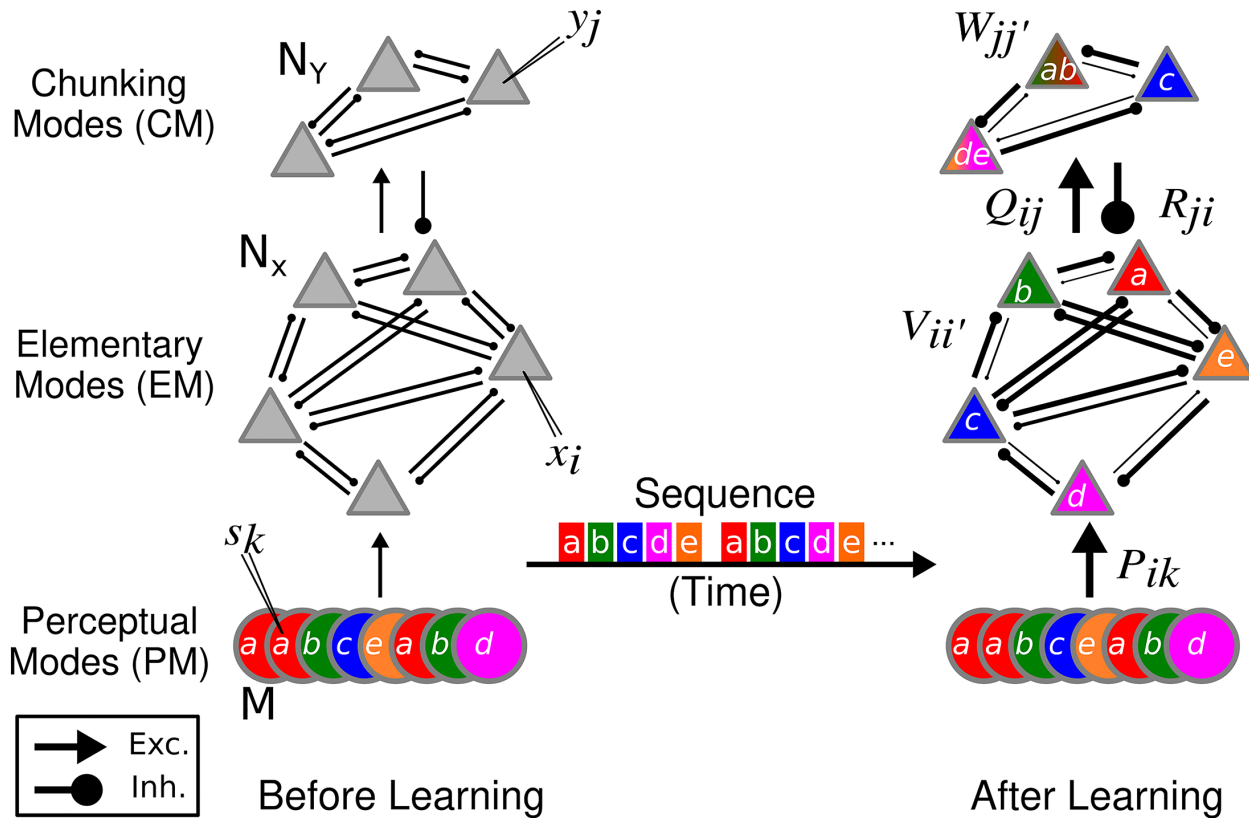 Chunking
Modes (CM)
N_Y
y_j
W_jj'
ab
c
de
Q_ij
R_ji
Elementary
Modes (EM)
N_x
x_i
V_ii'
b
a
e
c
d
Sequence
a b c d e a b c d e ...
(Time)
P_ik
Perceptual
Modes (PM)
s_k
a a b c e a b d
M
a a b c e a b d
Exc.
Inh.
Before Learning
After Learning